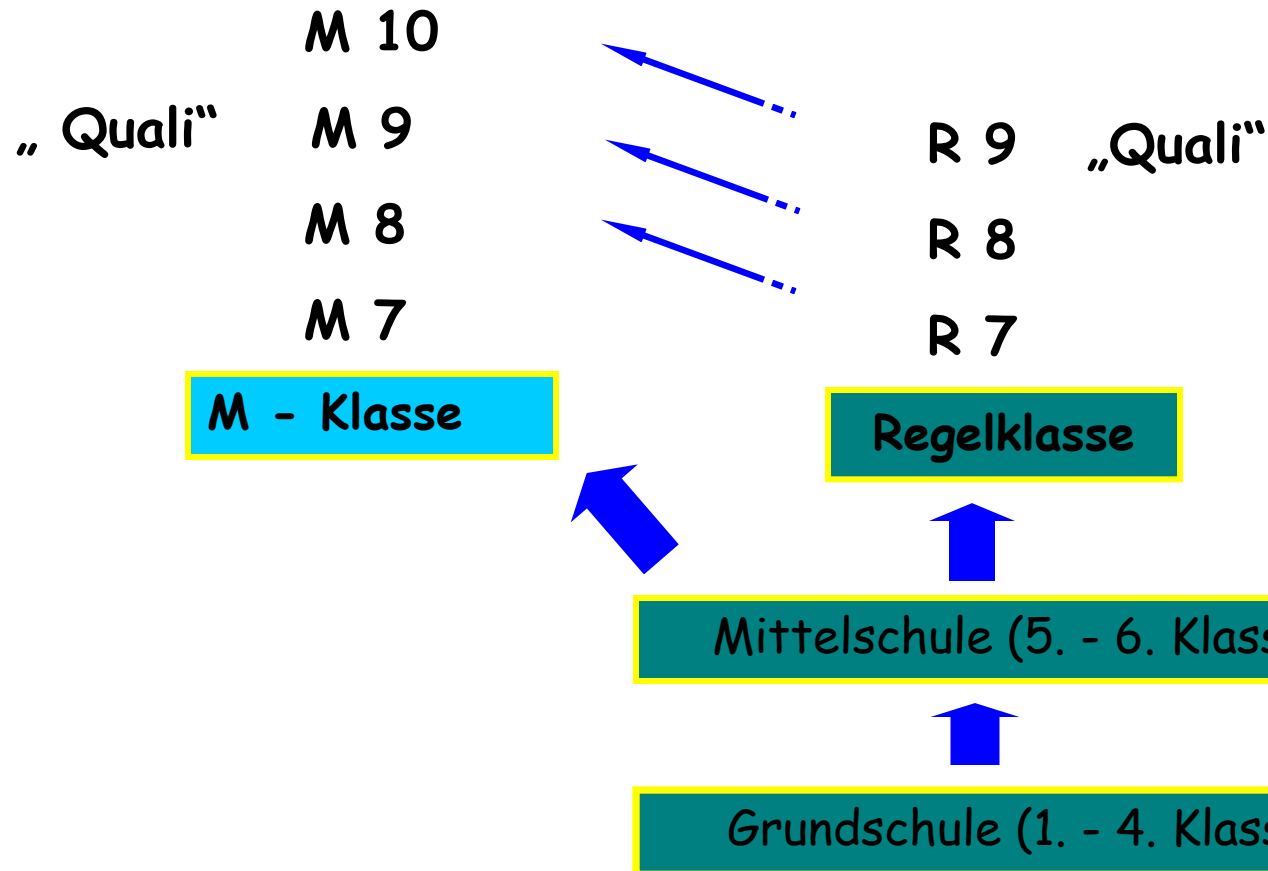 M 10
„ Quali“ M 9
R 9 „Quali“
M 8
R 8
M 7
R 7
M - Klasse
Regelklasse
Mittelschule (5. - 6. Klass
Grundschule (1. - 4. Klass